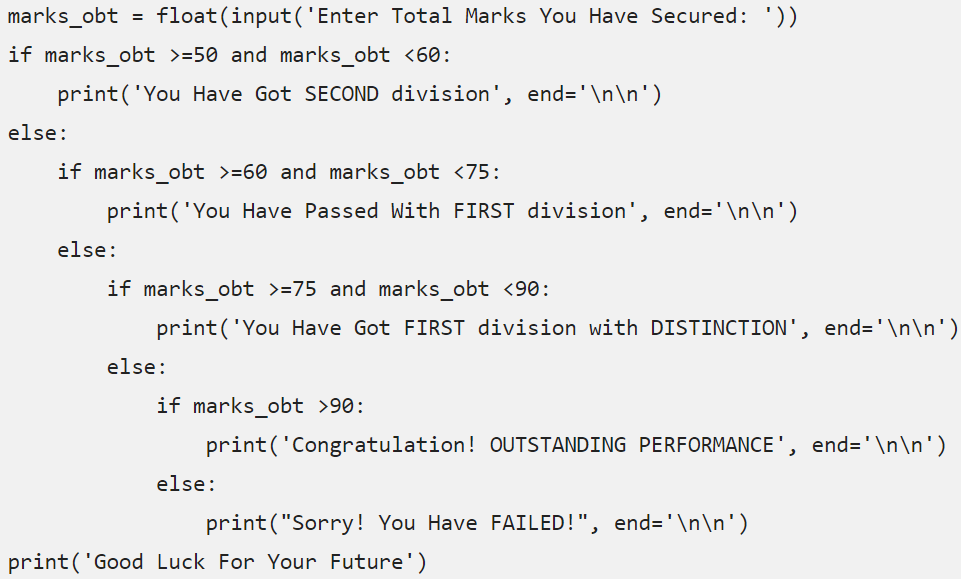 marks_obt = float(input('Enter Total Marks You Have Secured: '))
if marks_obt >=50 and marks_obt <60:
    print('You Have Got SECOND division', end='\n\n')
else:
    if marks_obt >=60 and marks_obt <75:
        print('You Have Passed With FIRST division', end='\n\n')
    else:
        if marks_obt >=75 and marks_obt <90:
            print('You Have Got FIRST division with DISTINCTION', end='\n\n')
        else:
            if marks_obt >90:
                print('Congratulation! OUTSTANDING PERFORMANCE', end='\n\n')
            else:
                print("Sorry! You Have FAILED!", end='\n\n')
print('Good Luck For Your Future')